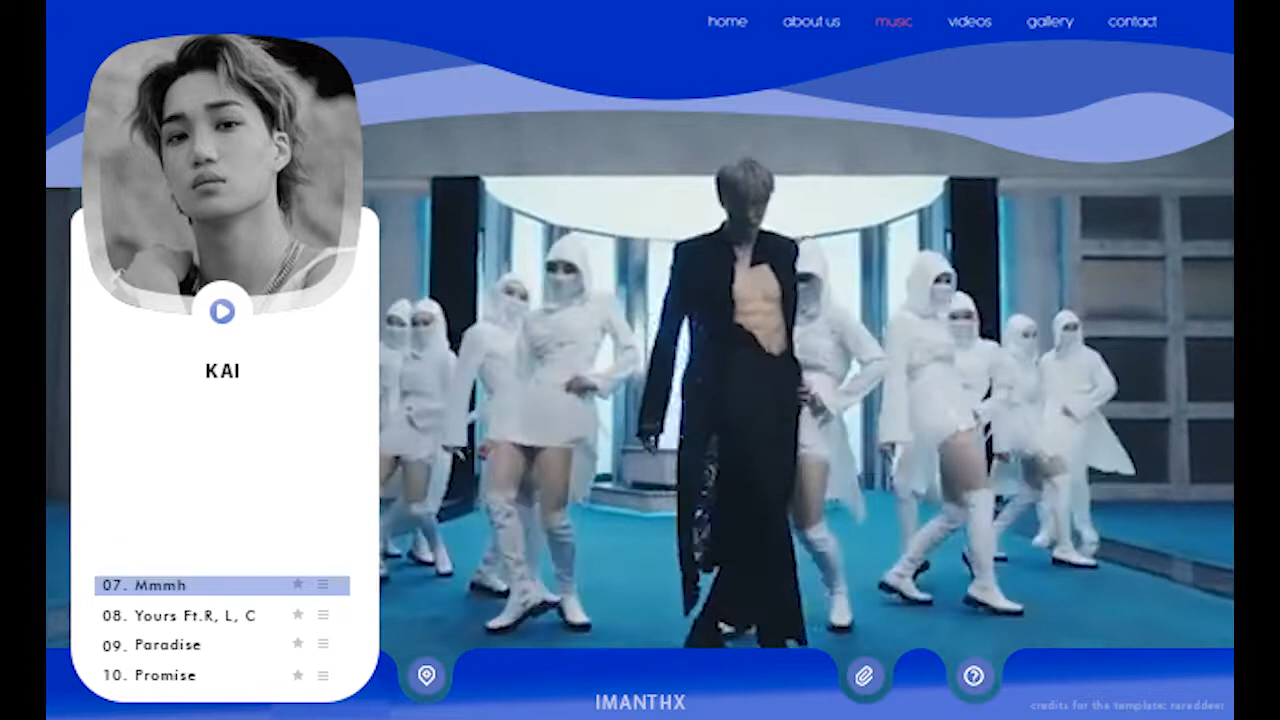 home about us music videos gallery contact
KAI
07. Mmmh
08. Yours Ft.R, L, C
09. Paradise
10. Promise
IMANTHX
credits for the template: rareddeer